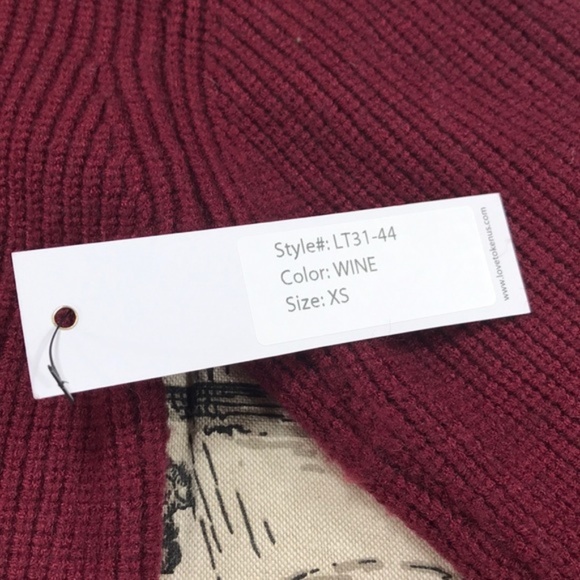 Style#: LT31-44
Color: WINE
Size: XS
www.lovetokenus.com